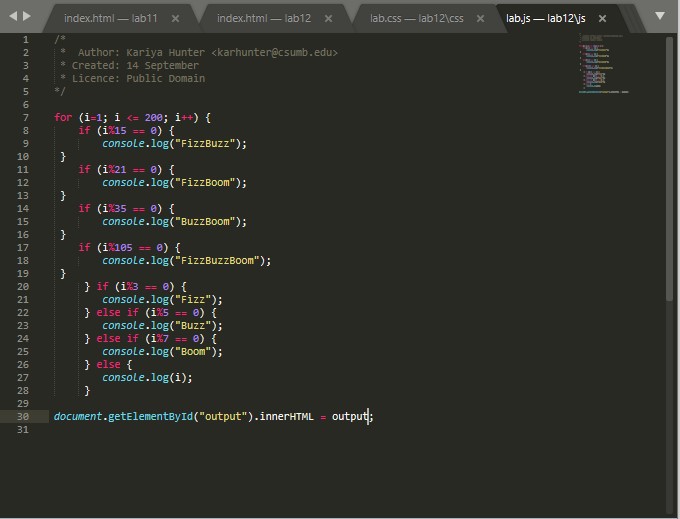 index.html — lab11 × index.html — lab12 × lab.css — lab12\css × lab.js — lab12\js ×
1 /*
2  *  Author: Kariya Hunter <karhunter@csumb.edu>
3  * Created: 14 September
4  * Licence: Public Domain
5 */
6
7 for (i=1; i <= 200; i++) {
8     if (i%15 == 0) {
9         console.log("FizzBuzz");
10  }
11     if (i%21 == 0) {
12         console.log("FizzBoom");
13  }
14     if (i%35 == 0) {
15         console.log("BuzzBoom");
16  }
17     if (i%105 == 0) {
18         console.log("FizzBuzzBoom");
19  }
20      } if (i%3 == 0) {
21         console.log("Fizz");
22      } else if (i%5 == 0) {
23         console.log("Buzz");
24      } else if (i%7 == 0) {
25         console.log("Boom");
26      } else {
27         console.log(i);
28      }
29
30 document.getElementById("output").innerHTML = output;
31